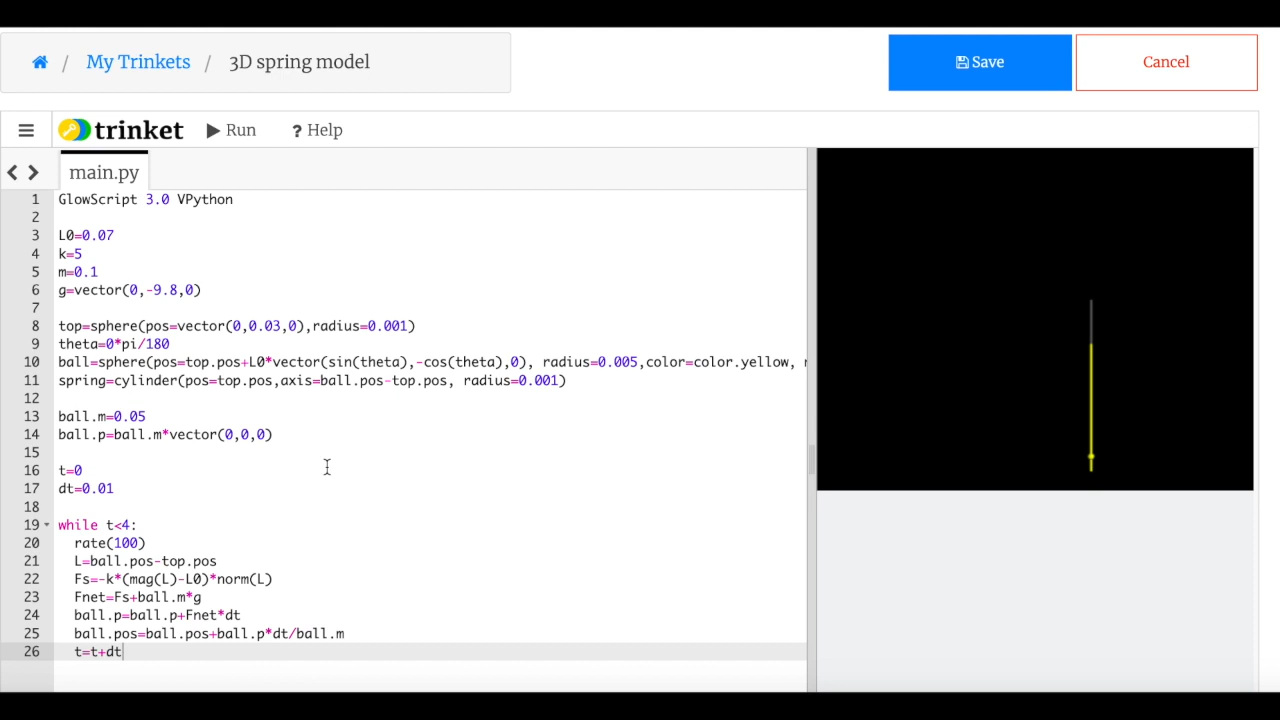 / My Trinkets / 3D spring model
Save
Cancel
trinket
Run
? Help
main.py
1 GlowScript 3.0 VPython
2
3 L0=0.07
4 k=5
5 m=0.1
6 g=vector(0,-9.8,0)
7
8 top=sphere(pos=vector(0,0.03,0),radius=0.001)
9 theta=0*pi/180
10 ball=sphere(pos=top.pos+L0*vector(sin(theta),-cos(theta),0), radius=0.005,color=color.yellow,
11 spring=cylinder(pos=top.pos,axis=ball.pos-top.pos, radius=0.001)
12
13 ball.m=0.05
14 ball.p=ball.m*vector(0,0,0)
15
16 t=0
17 dt=0.01
18
19 while t<4:
20 rate(100)
21 L=ball.pos-top.pos
22 Fs=-k*(mag(L)-L0)*norm(L)
23 Fnet=Fs+ball.m*g
24 ball.p=ball.p+Fnet*dt
25 ball.pos=ball.pos+ball.p*dt/ball.m
26 t=t+dt